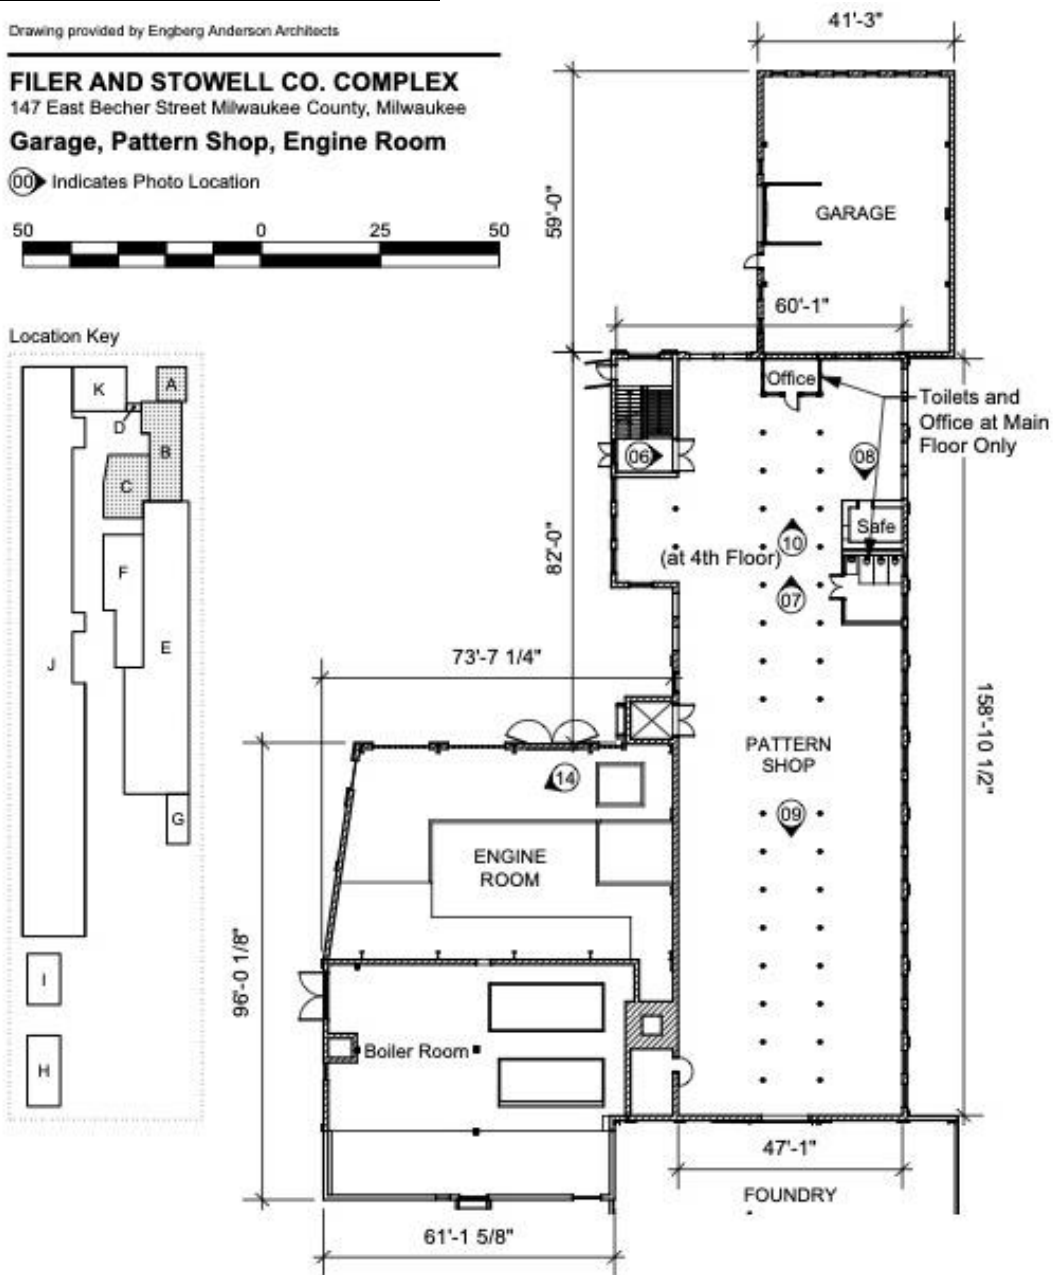 Drawing provided by Engberg Anderson Architects
FILER AND STOWELL CO. COMPLEX
147 East Becher Street Milwaukee County, Milwaukee
Garage, Pattern Shop, Engine Room
00 Indicates Photo Location
50 0 25 50
Location Key
K
A
D
B
C
F
E
J
G
I
H
41'-3"
59'-0"
GARAGE
60'-1"
Office
Toilets and
Office at Main
Floor Only
06
08
Safe
10
(at 4th Floor)
07
82'-0"
73'-7 1/4"
158'-10 1/2"
PATTERN
SHOP
14
09
ENGINE
ROOM
96'-0 1/8"
Boiler Room
47'-1"
FOUNDRY
61'-1 5/8"